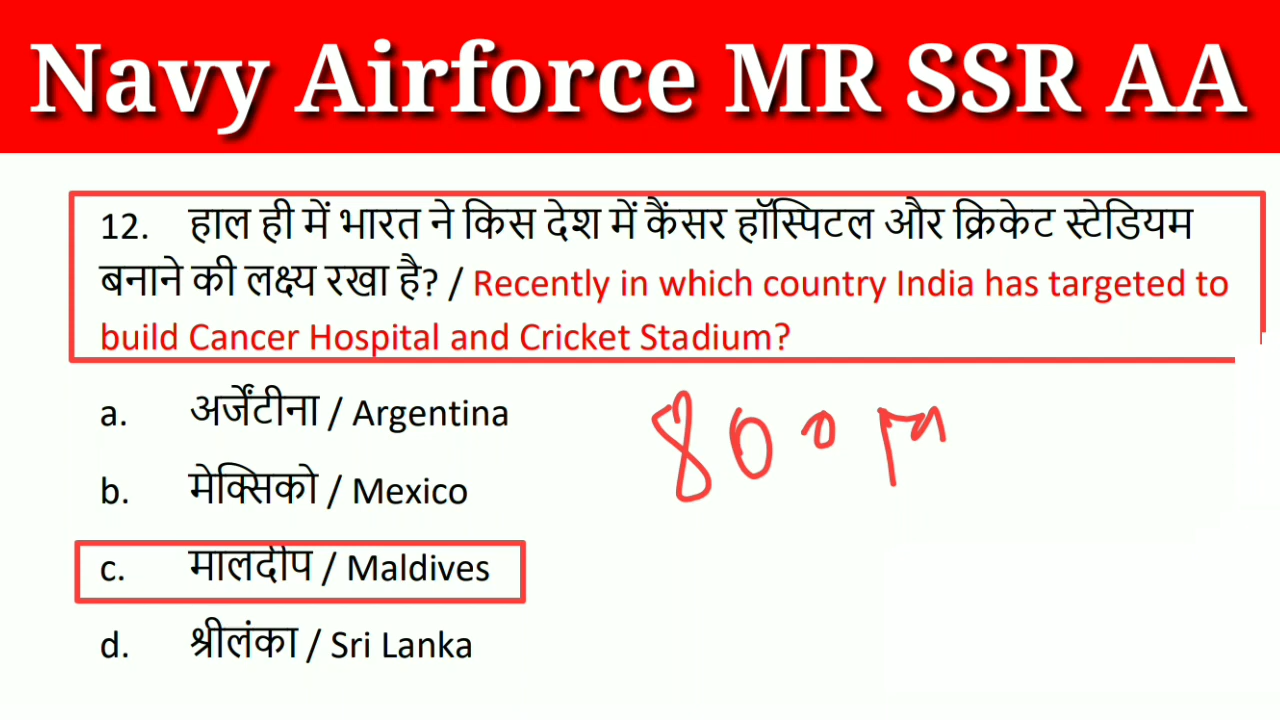 Navy Airforce MR SSR AA
12. हाल ही में भारत ने किस देश में कैंसर हॉस्पिटल और क्रिकेट स्टेडियम
बनाने की लक्ष्य रखा है? / Recently in which country India has targeted to
build Cancer Hospital and Cricket Stadium?
a. अर्जेंटीना / Argentina
800 m
b. मेक्सिको / Mexico
c. मालदीप / Maldives
d. श्रीलंका / Sri Lanka